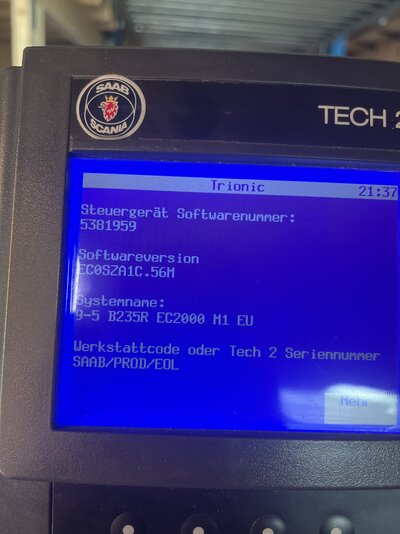 SAAB
SCANIA
TECH 2
Trionic 21:37
Steuergerät Softwarenummer:
5381959
Softwareversion
EC0SZA1C.56M
Systemname:
9-5 B235R EC2000 M1 EU
Werkstattcode oder Tech 2 Seriennummer
SAAB/PROD/EOL
Mehr